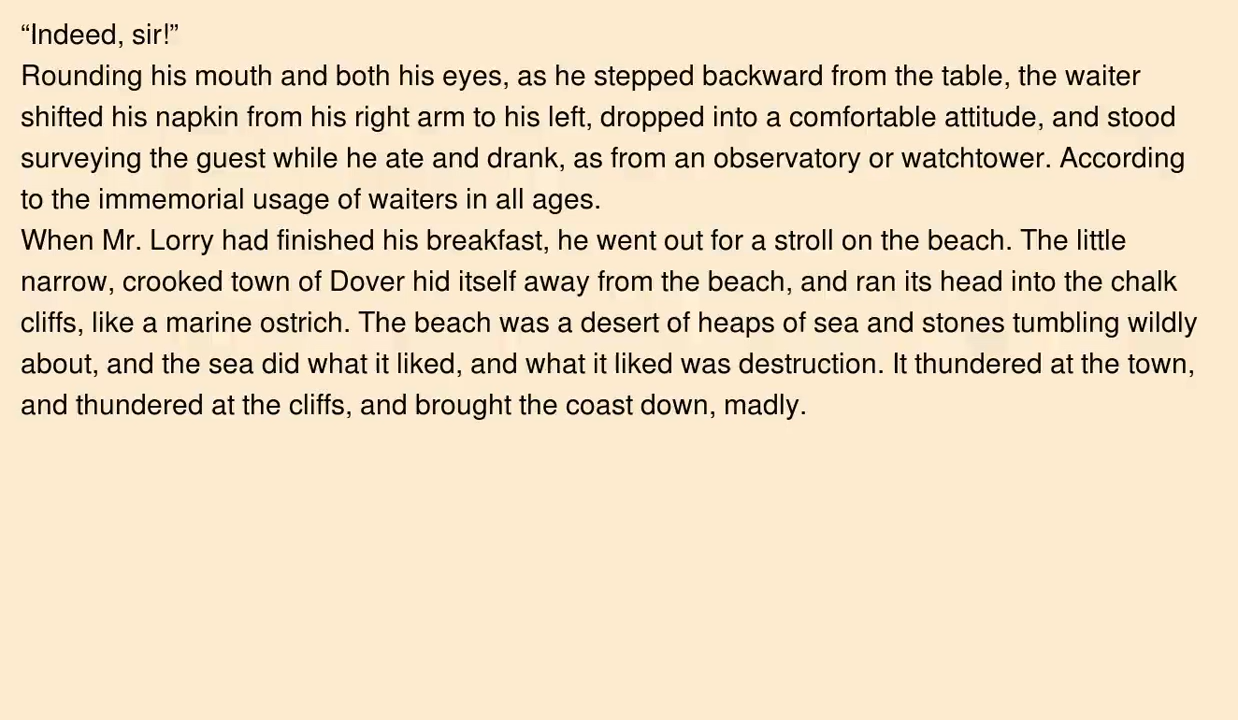 “Indeed, sir!”
Rounding his mouth and both his eyes, as he stepped backward from the table, the waiter
shifted his napkin from his right arm to his left, dropped into a comfortable attitude, and stood
surveying the guest while he ate and drank, as from an observatory or watchtower. According
to the immemorial usage of waiters in all ages.
When Mr. Lorry had finished his breakfast, he went out for a stroll on the beach. The little
narrow, crooked town of Dover hid itself away from the beach, and ran its head into the chalk
cliffs, like a marine ostrich. The beach was a desert of heaps of sea and stones tumbling wildly
about, and the sea did what it liked, and what it liked was destruction. It thundered at the town,
and thundered at the cliffs, and brought the coast down, madly.